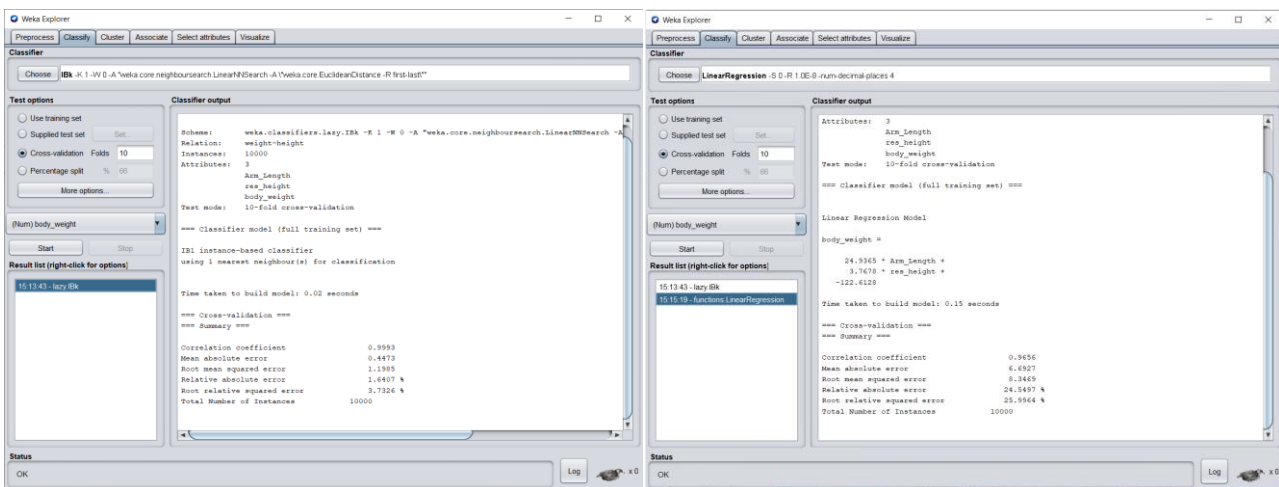 Weka Explorer
Preprocess Classify Cluster Associate Select attributes Visualize
Classifier
Choose IBk -K 1 -W 0 -A "weka.core.neighboursearch.LinearNNSearch -A \"weka.core.EuclideanDistance -R first-last\""
Test options
Use training set
Supplied test set Set...
Cross-validation Folds 10
Percentage split % 66
More options...
(Num) body_weight
Start Stop
Result list (right-click for options)
15:13:43 - lazy.IBk
Classifier output
Scheme: weka.classifiers.lazy.IBk -K 1 -W 0 -A "weka.core.neighboursearch.LinearNNSearch -A
Relation: weight-height
Instances: 10000
Attributes: 3
Arm_Length
res_height
body_weight
Test mode: 10-fold cross-validation
=== Classifier model (full training set) ===
IB1 instance-based classifier
using 1 nearest neighbour(s) for classification
Time taken to build model: 0.02 seconds
=== Cross-validation ===
=== Summary ===
Correlation coefficient 0.9993
Mean absolute error 0.4473
Root mean squared error 1.1985
Relative absolute error 1.6407 %
Root relative squared error 3.7326 %
Total Number of Instances 10000
Status
OK
Log
x 0
Weka Explorer
Preprocess Classify Cluster Associate Select attributes Visualize
Classifier
Choose LinearRegression -S 0 -R 1.0E-8 -num-decimal-places 4
Test options
Use training set
Supplied test set Set...
Cross-validation Folds 10
Percentage split % 66
More options...
(Num) body_weight
Start Stop
Result list (right-click for options)
15:13:43 - lazy.IBk
15:15:19 - functions.LinearRegression
Classifier output
Attributes: 3
Arm_Length
res_height
body_weight
Test mode: 10-fold cross-validation
=== Classifier model (full training set) ===
Linear Regression Model
body_weight =
24.9365 * Arm_Length +
3.7678 * res_height +
-122.6128
Time taken to build model: 0.15 seconds
=== Cross-validation ===
=== Summary ===
Correlation coefficient 0.9656
Mean absolute error 6.6927
Root mean squared error 8.3469
Relative absolute error 24.5497 %
Root relative squared error 25.9964 %
Total Number of Instances 10000
Status
OK
Log
x 0